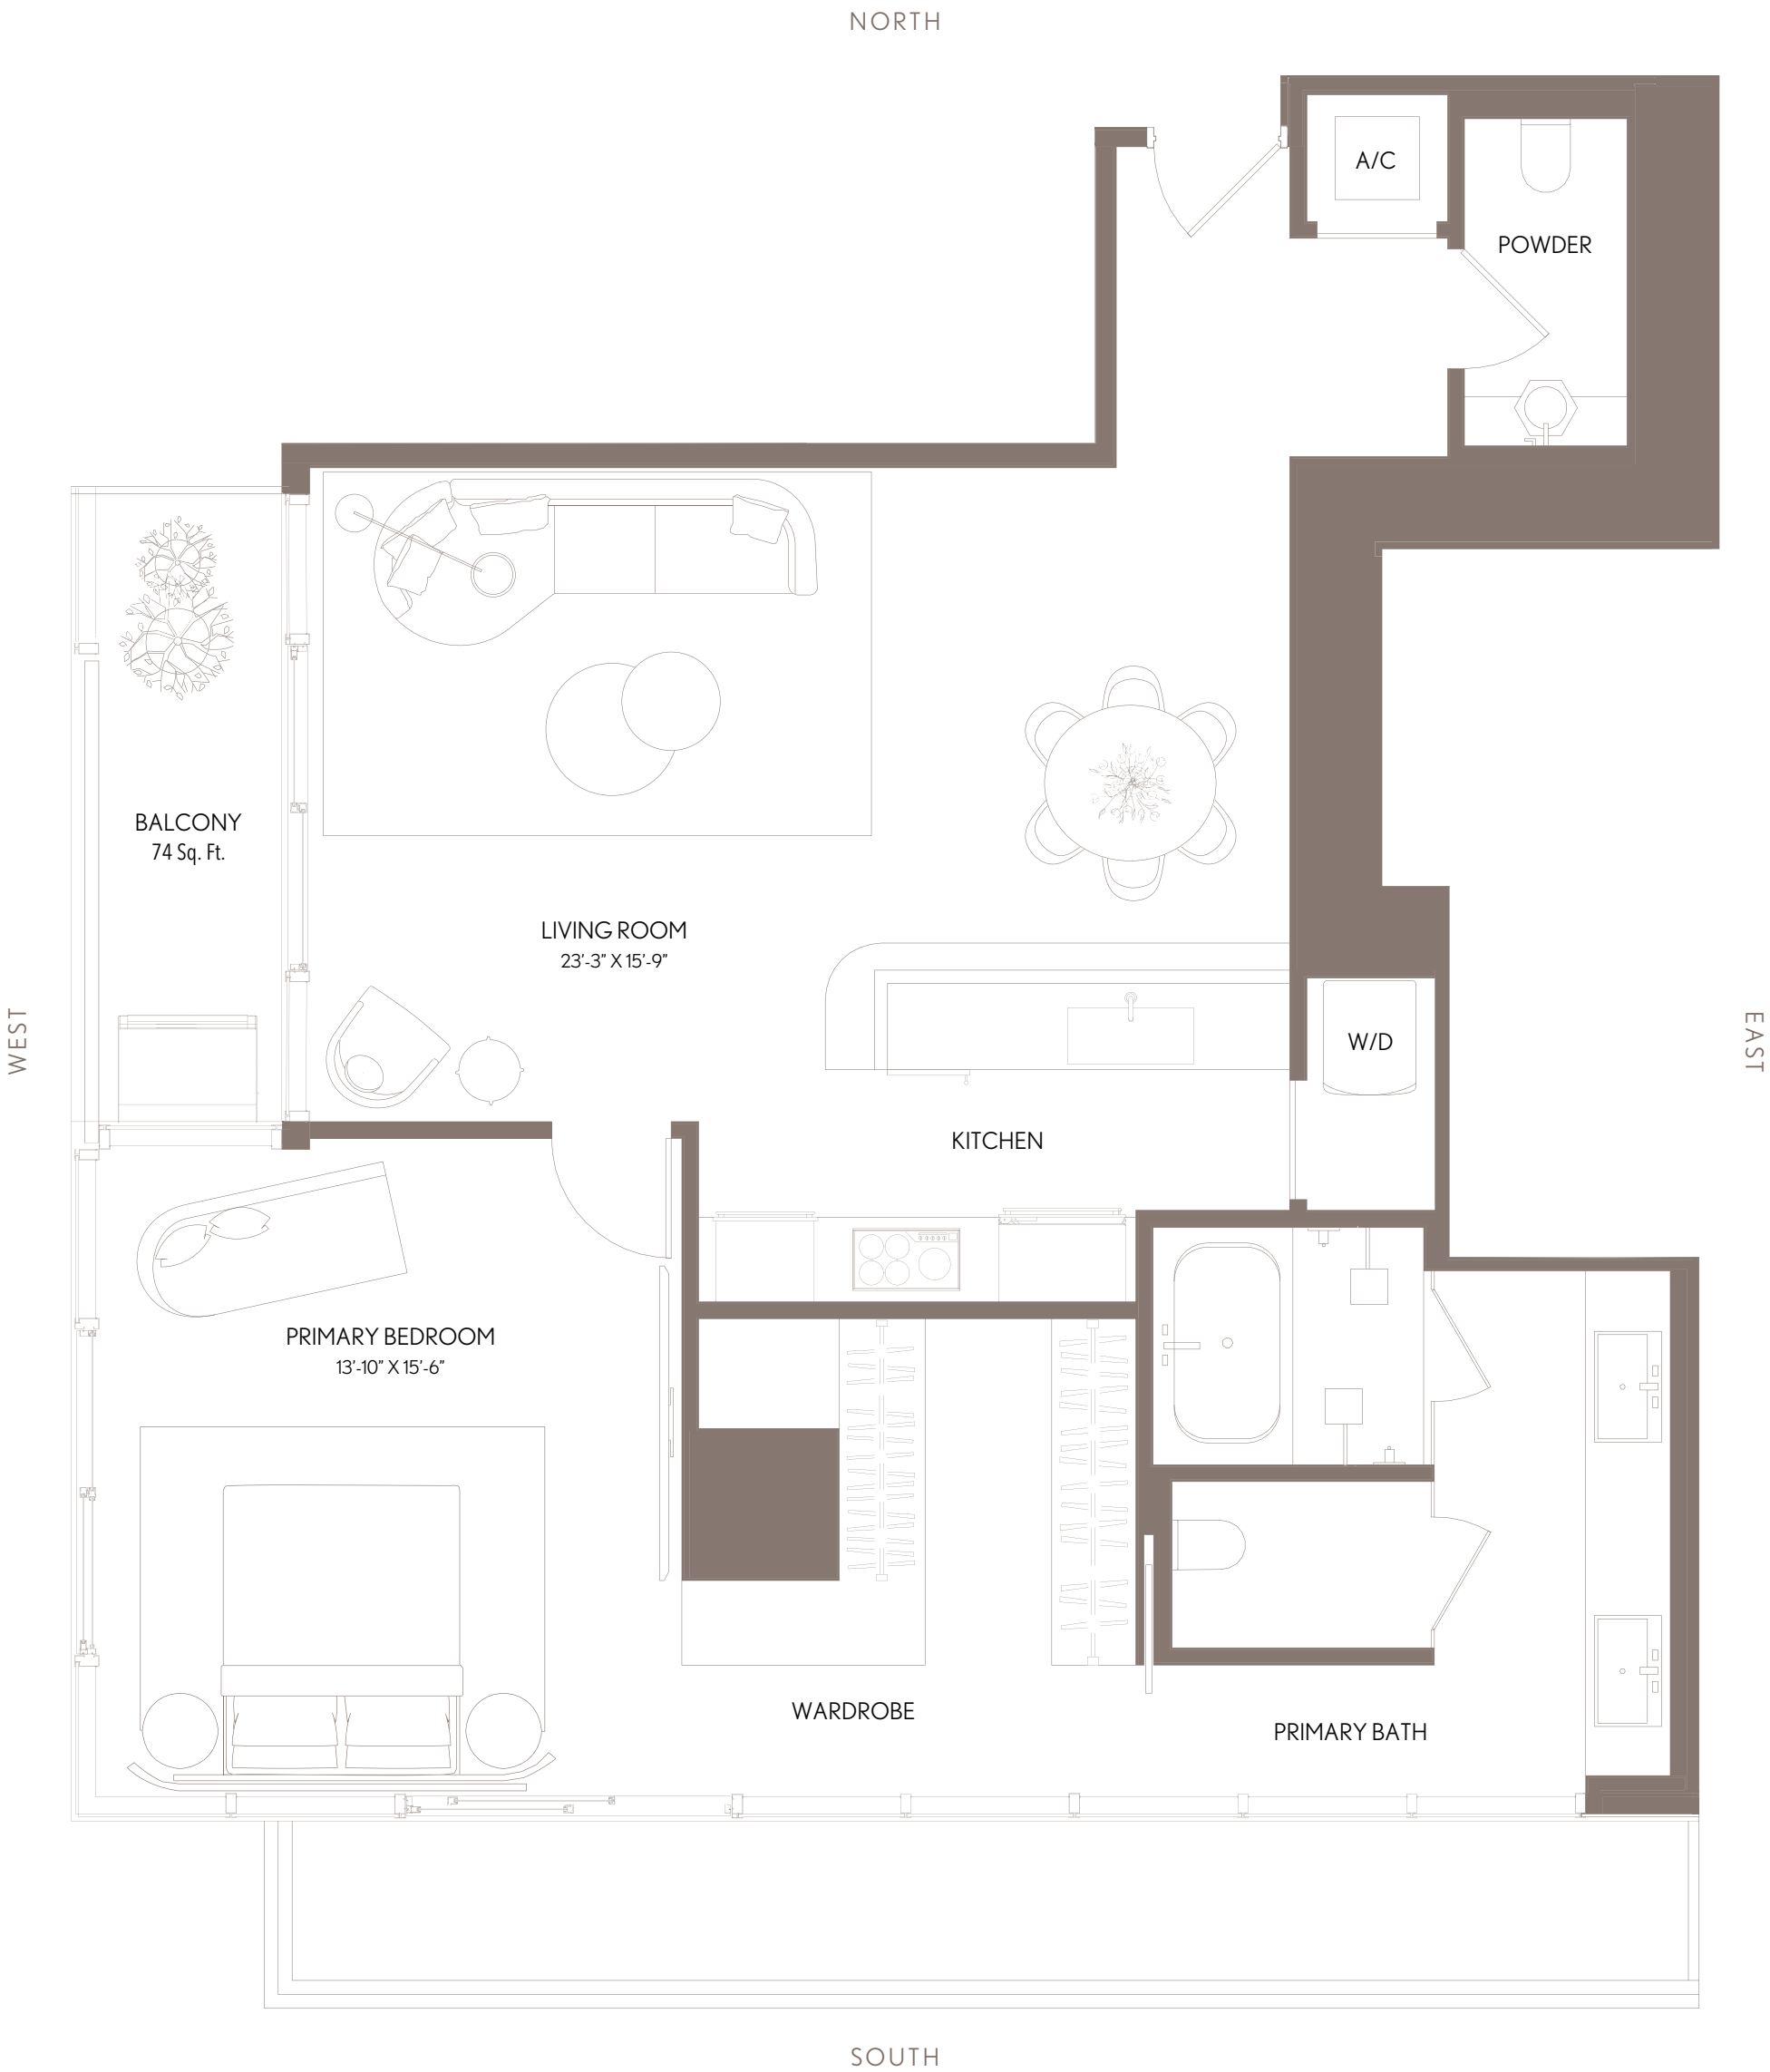 NORTH
A/C
POWDER
BALCONY
74 Sq. Ft.
LIVING ROOM
23'-3" X 15'-9"
WEST
EAST
W/D
KITCHEN
PRIMARY BEDROOM
13'-10" X 15'-6"
WARDROBE
PRIMARY BATH
SOUTH